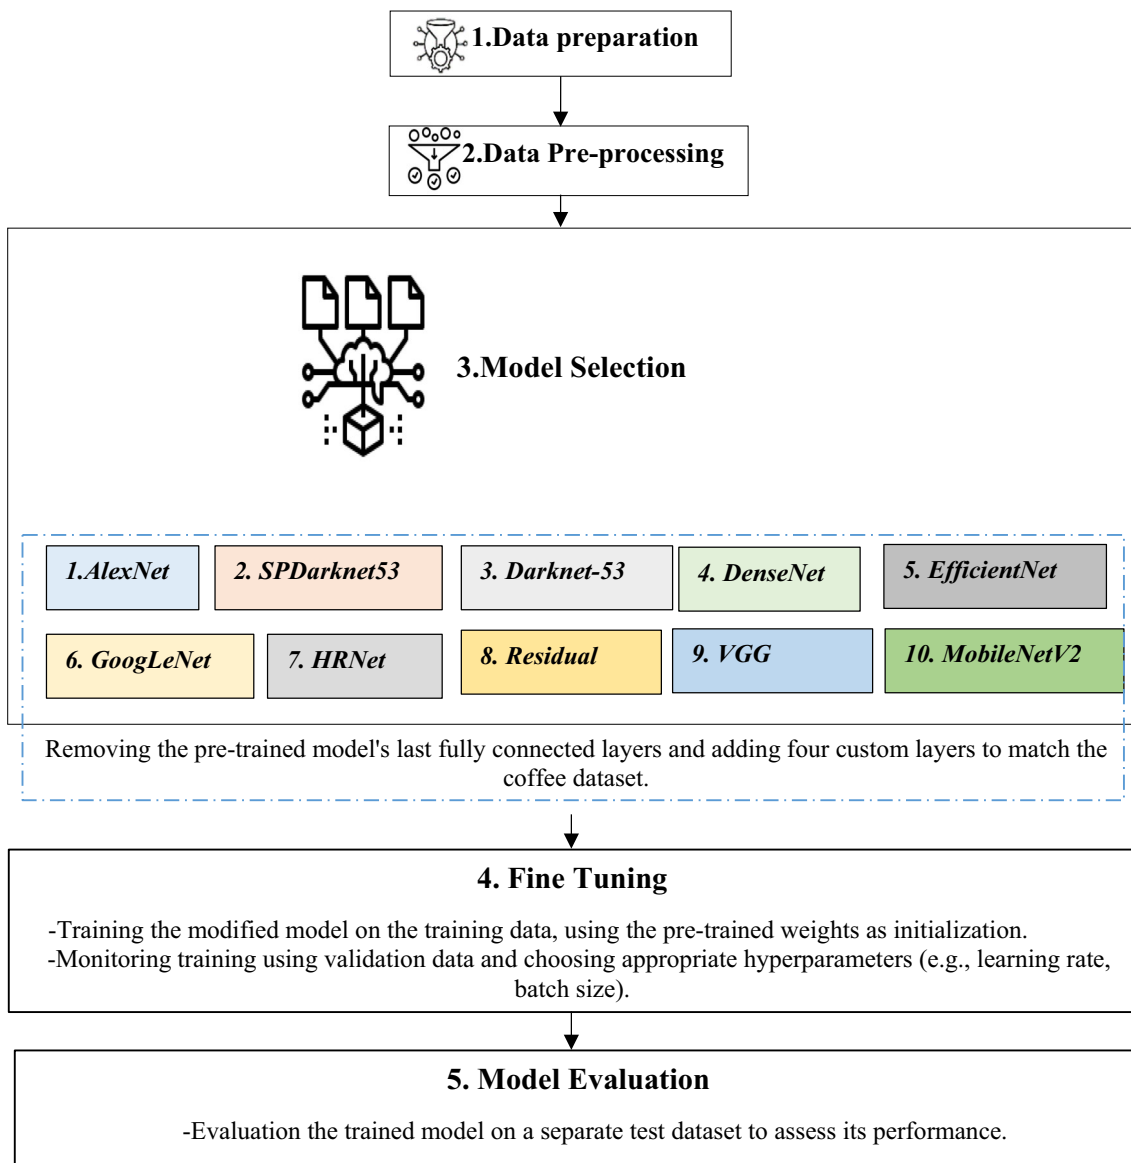 1.Data preparation
2.Data Pre-processing
3.Model Selection
1.AlexNet
2. SPDarknet53
3. Darknet-53
4. DenseNet
5. EfficientNet
6. GoogLeNet
7. HRNet
8. Residual
9. VGG
10. MobileNetV2
Removing the pre-trained model's last fully connected layers and adding four custom layers to match the
coffee dataset.
4. Fine Tuning
-Training the modified model on the training data, using the pre-trained weights as initialization.
-Monitoring training using validation data and choosing appropriate hyperparameters (e.g., learning rate,
batch size).
5. Model Evaluation
-Evaluation the trained model on a separate test dataset to assess its performance.